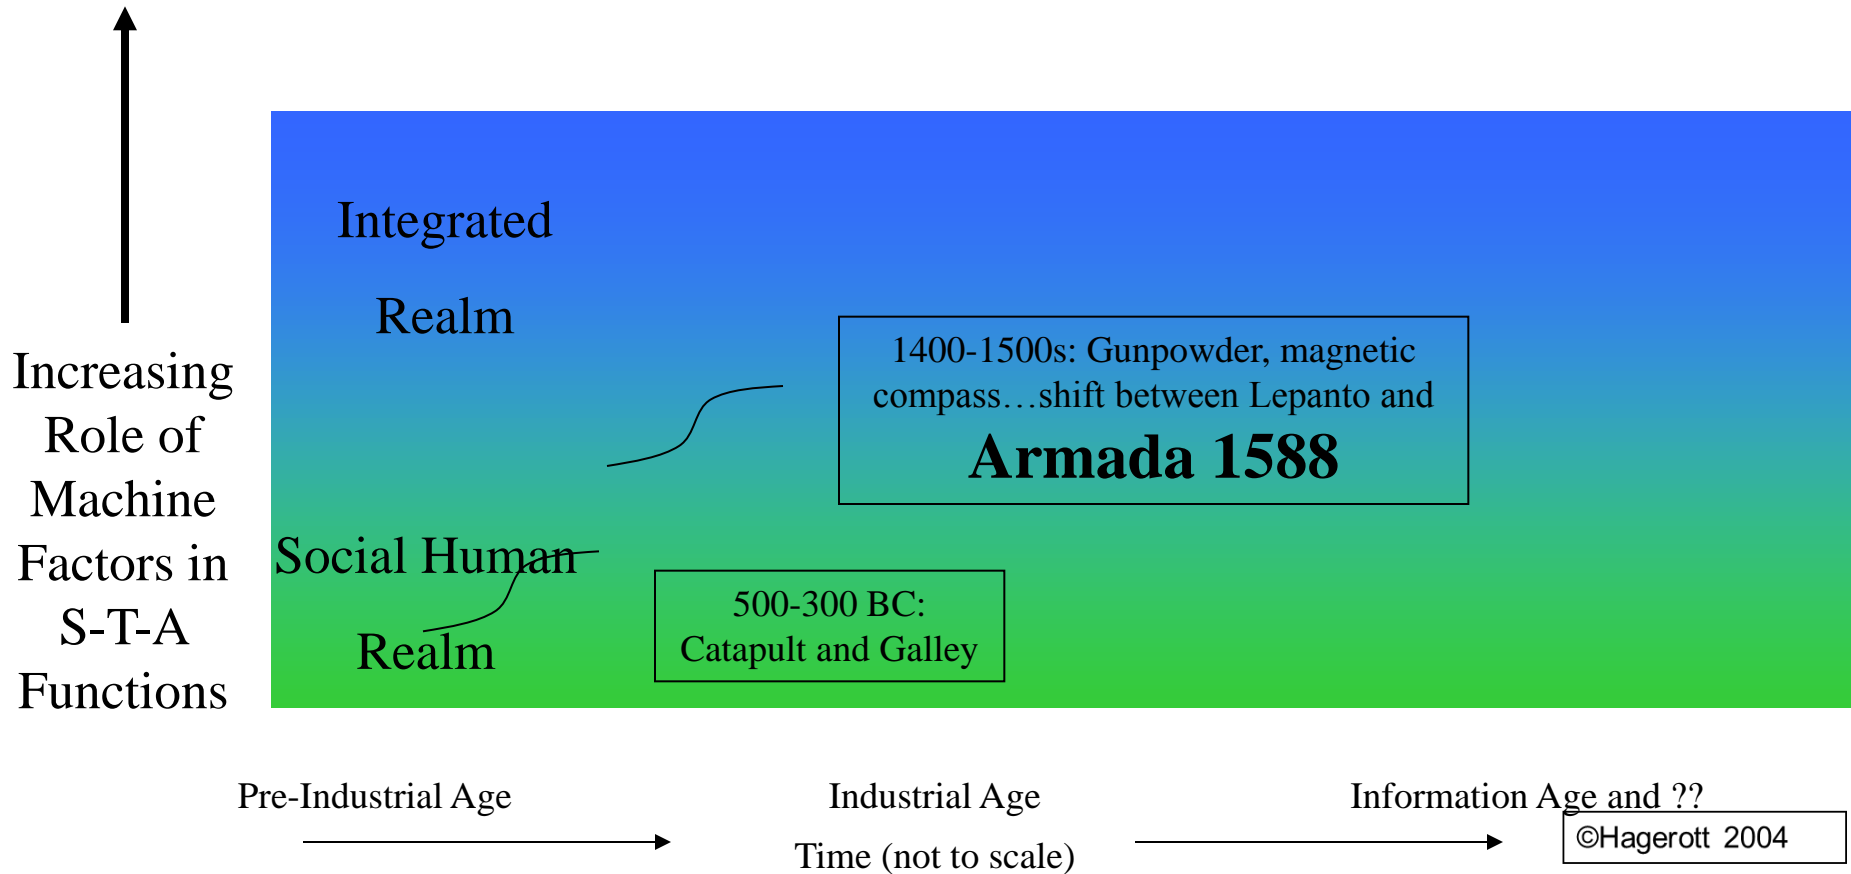 Integrated
Realm
Increasing
Role of
Machine
Factors in
S-T-A
Functions
1400-1500s: Gunpowder, magnetic
compass…shift between Lepanto and
Armada 1588
Social Human
Realm
500-300 BC:
Catapult and Galley
Pre-Industrial Age
Industrial Age
Information Age and ??
Time (not to scale)
©Hagerott 2004